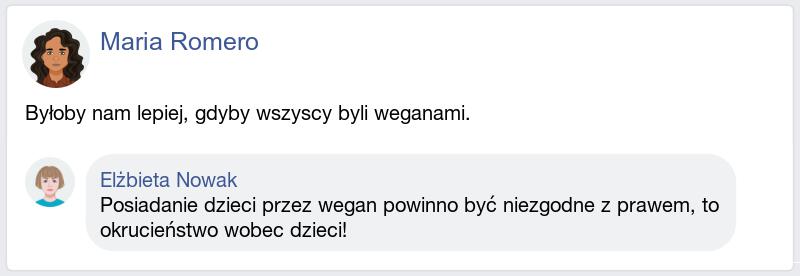 Maria Romero
Byłoby nam lepiej, gdyby wszyscy byli weganami.
Elżbieta Nowak
Posiadanie dzieci przez wegan powinno być niezgodne z prawem, to
okrucieństwo wobec dzieci!